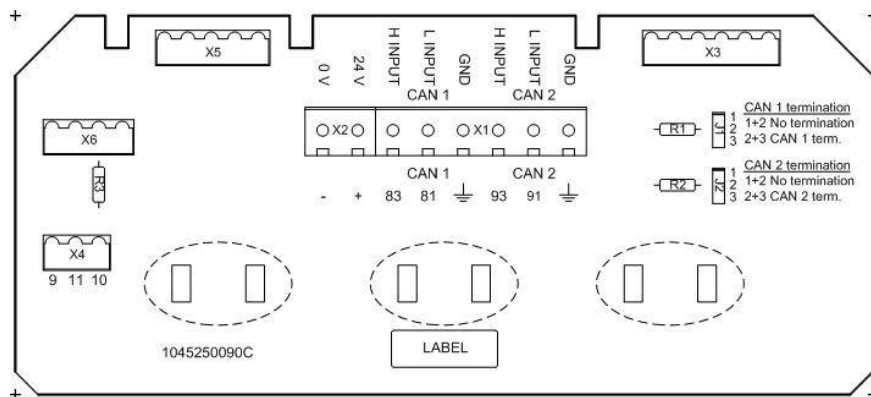 X5
X3
0 V
24 V
H INPUT
L INPUT
GND
H INPUT
L INPUT
GND
CAN 1 CAN 2
X2 X1
CAN 1 CAN 2
- + 83 81 93 91
X6
R3
X4
9 11 10
R1
J1
1
2
3
CAN 1 termination
1+2 No termination
2+3 CAN 1 term.
R2
J2
1
2
3
CAN 2 termination
1+2 No termination
2+3 CAN 2 term.
1045250090C
LABEL